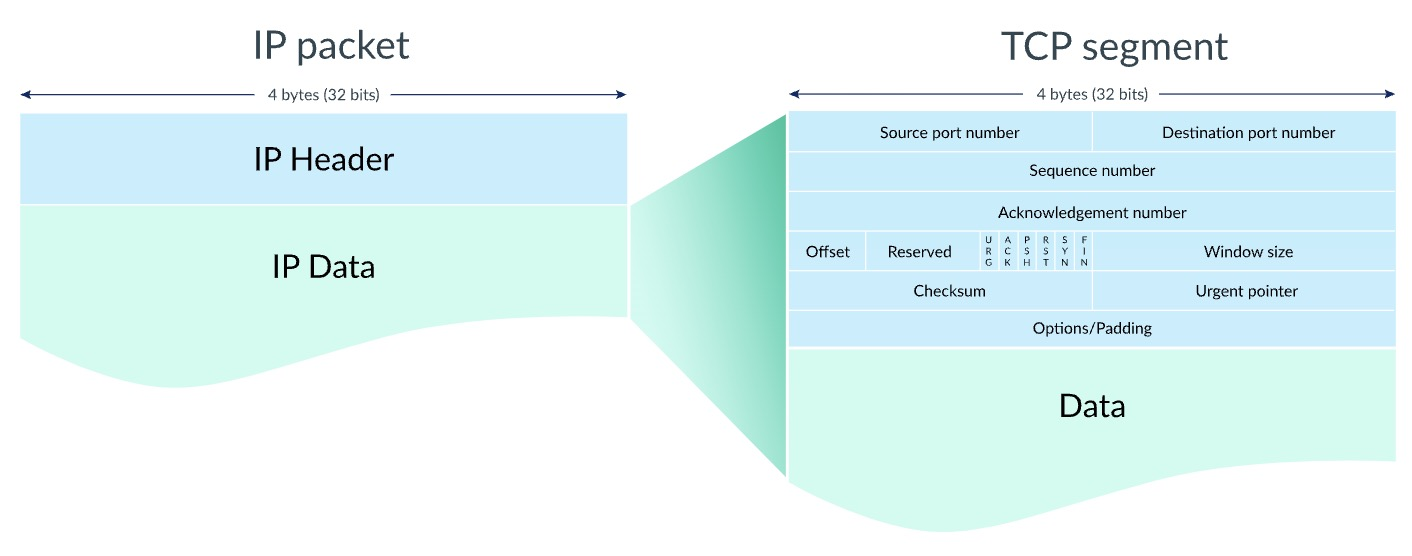 IP packet
4 bytes (32 bits)
IP Header
IP Data
TCP segment
4 bytes (32 bits)
Source port number
Destination port number
Sequence number
Acknowledgement number
Offset
Reserved
URG
ACK
PSH
RST
SYN
FIN
Window size
Checksum
Urgent pointer
Options/Padding
Data